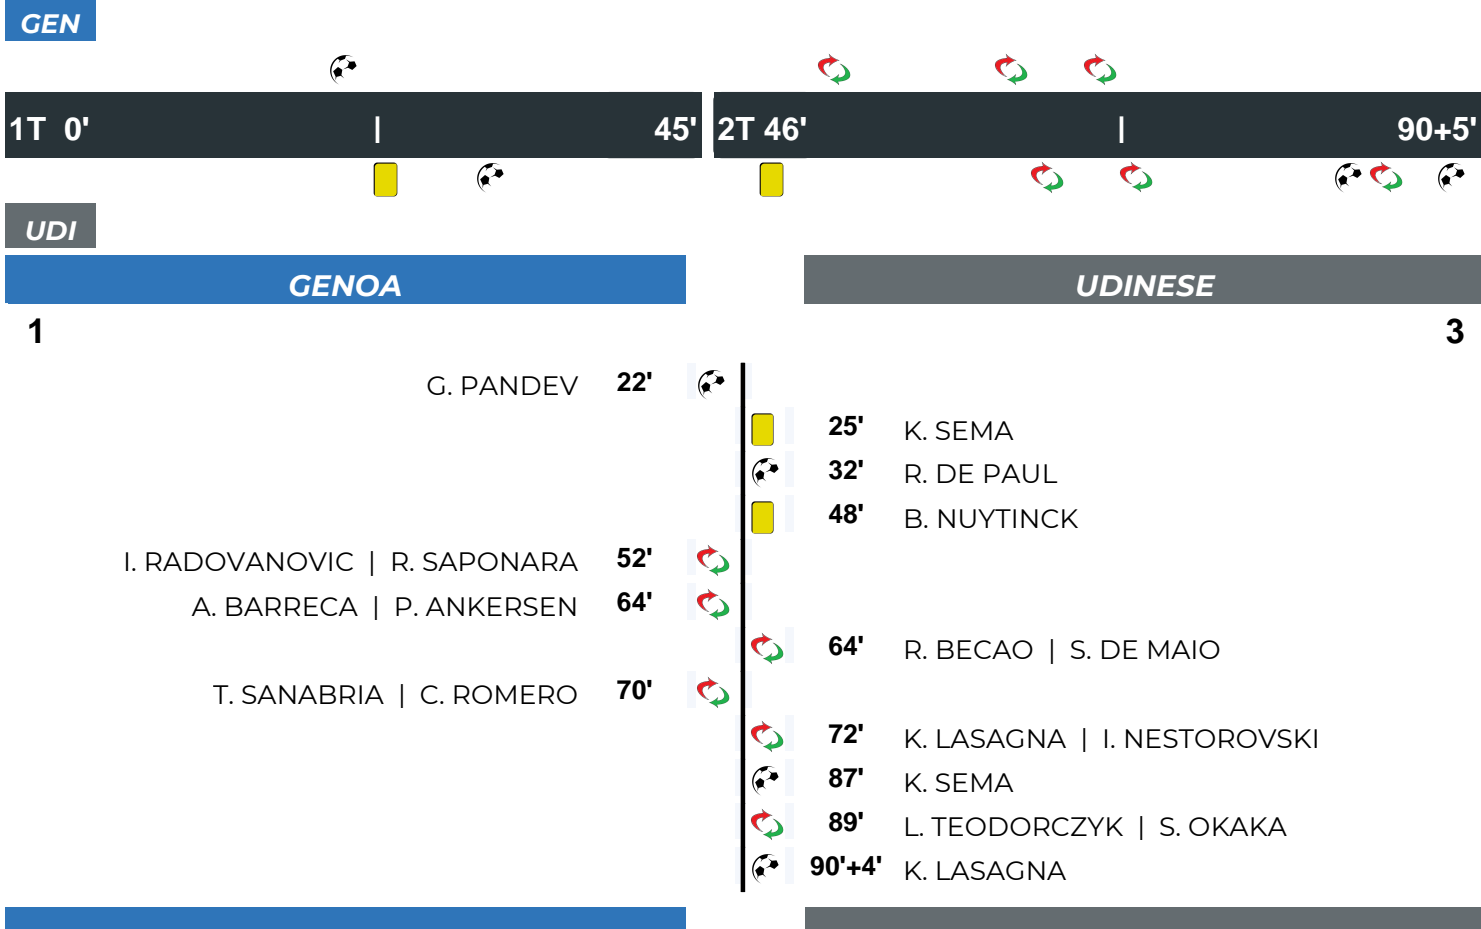 GEN
1T 0' | 45' 2T 46' | 90+5'
UDI
GENOA UDINESE
1 3
G. PANDEV 22'
25' K. SEMA
32' R. DE PAUL
48' B. NUYTINCK
I. RADOVANOVIC | R. SAPONARA 52'
A. BARRECA | P. ANKERSEN 64'
64' R. BECAO | S. DE MAIO
T. SANABRIA | C. ROMERO 70'
72' K. LASAGNA | I. NESTOROVSKI
87' K. SEMA
89' L. TEODORCZYK | S. OKAKA
90'+4' K. LASAGNA